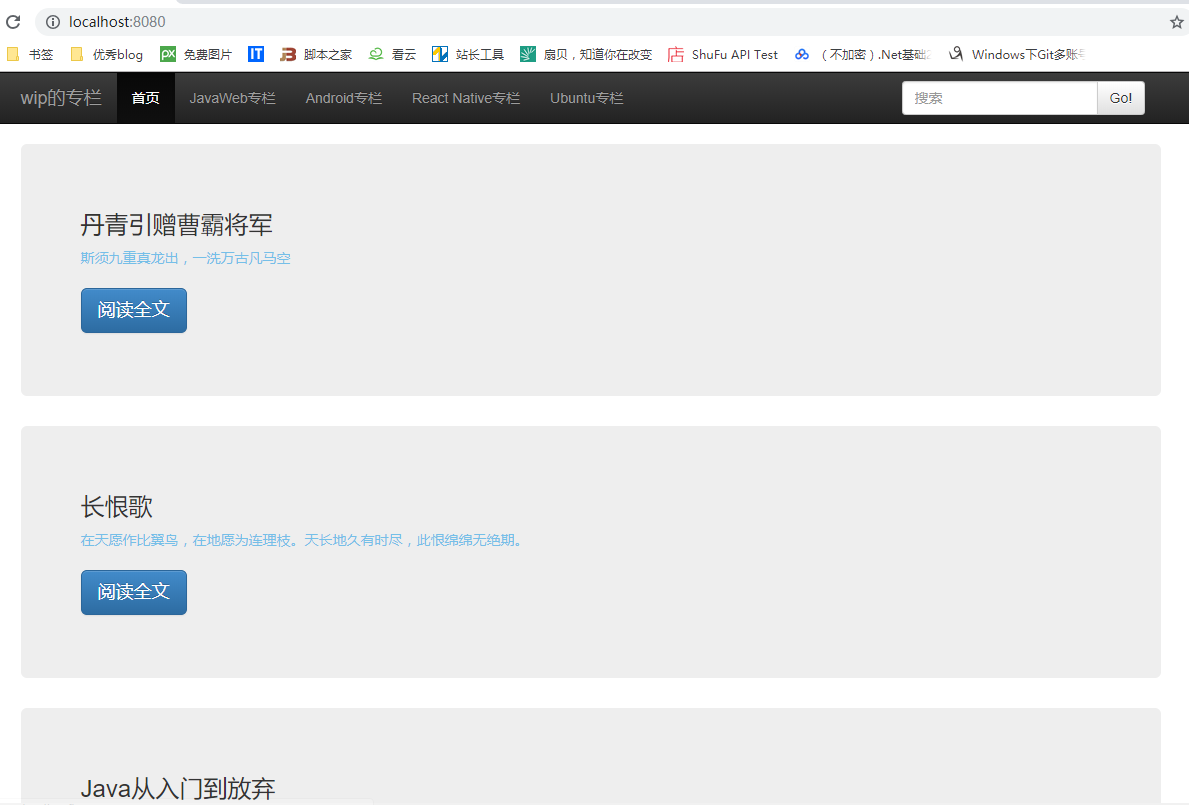 localhost:8080
书签 优秀blog 免费图片 IT 脚本之家 看云 站长工具 扇贝，知道你在改变 店 ShuFu API Test （不加密）.Net基础 Windows下Git多账号
wip的专栏 首页 JavaWeb专栏 Android专栏 React Native专栏 Ubuntu专栏 搜索 Go!
丹青引赠曹霸将军
斯须九重真龙出，一洗万古凡马空
阅读全文
长恨歌
在天愿作比翼鸟，在地愿为连理枝。天长地久有时尽，此恨绵绵无绝期。
阅读全文
Java从入门到放弃